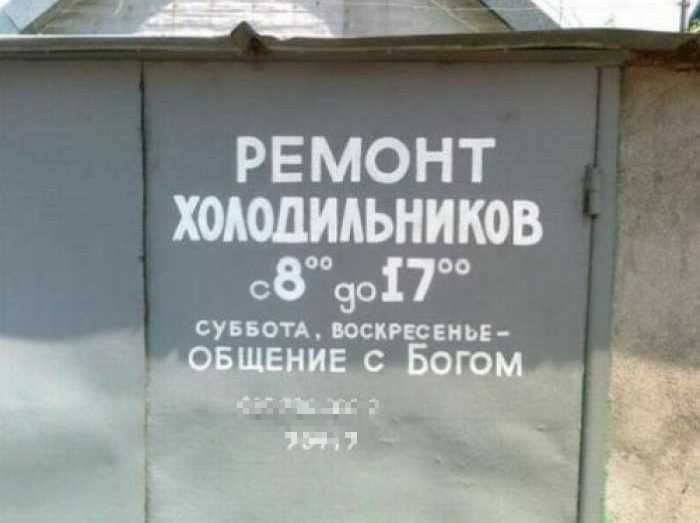 РЕМОНТ
ХОЛОДИЛЬНИКОВ
с 8⁰⁰ до 17⁰⁰
СУББОТА, ВОСКРЕСЕНЬЕ –
ОБЩЕНИЕ С БОГОМ